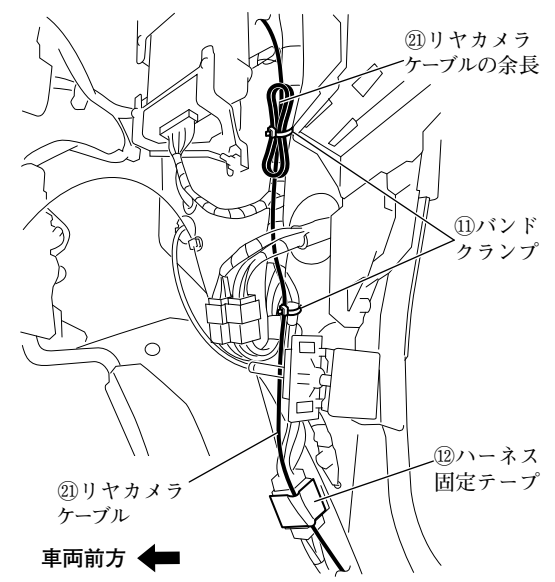 ㉑リヤカメラ
ケーブルの余長
⑪バンド
クランプ
⑫ハーネス
固定テープ
㉑リヤカメラ
ケーブル
車両前方